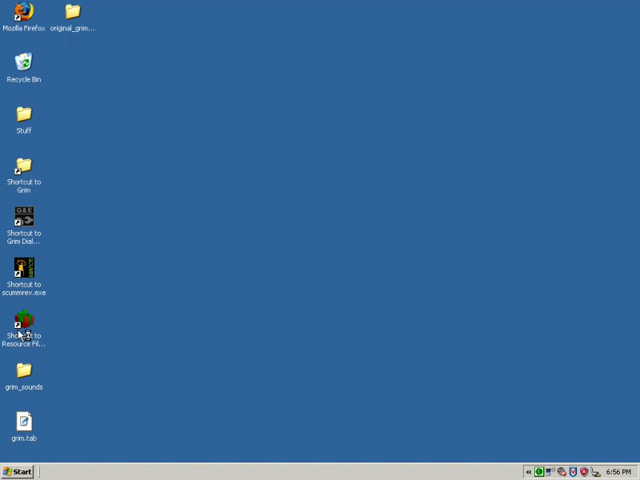 Mozilla Firefox
original_grim...
Recycle Bin
Stuff
Shortcut to
Grim
O&E
Shortcut to
Grim Dial...
SCUMM
Shortcut to
scummrev.exe
Shortcut to
Resource Fil...
grim_sounds
grim.tab
Start
6:56 PM